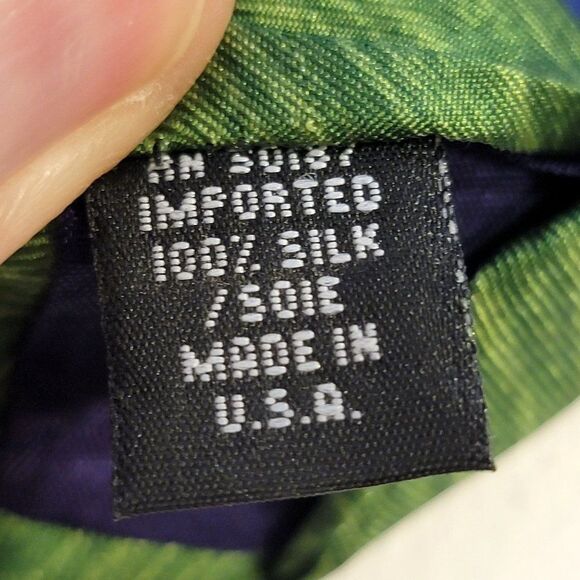 IMPORTED
100% SILK
/SOIE
MADE IN
U.S.A.